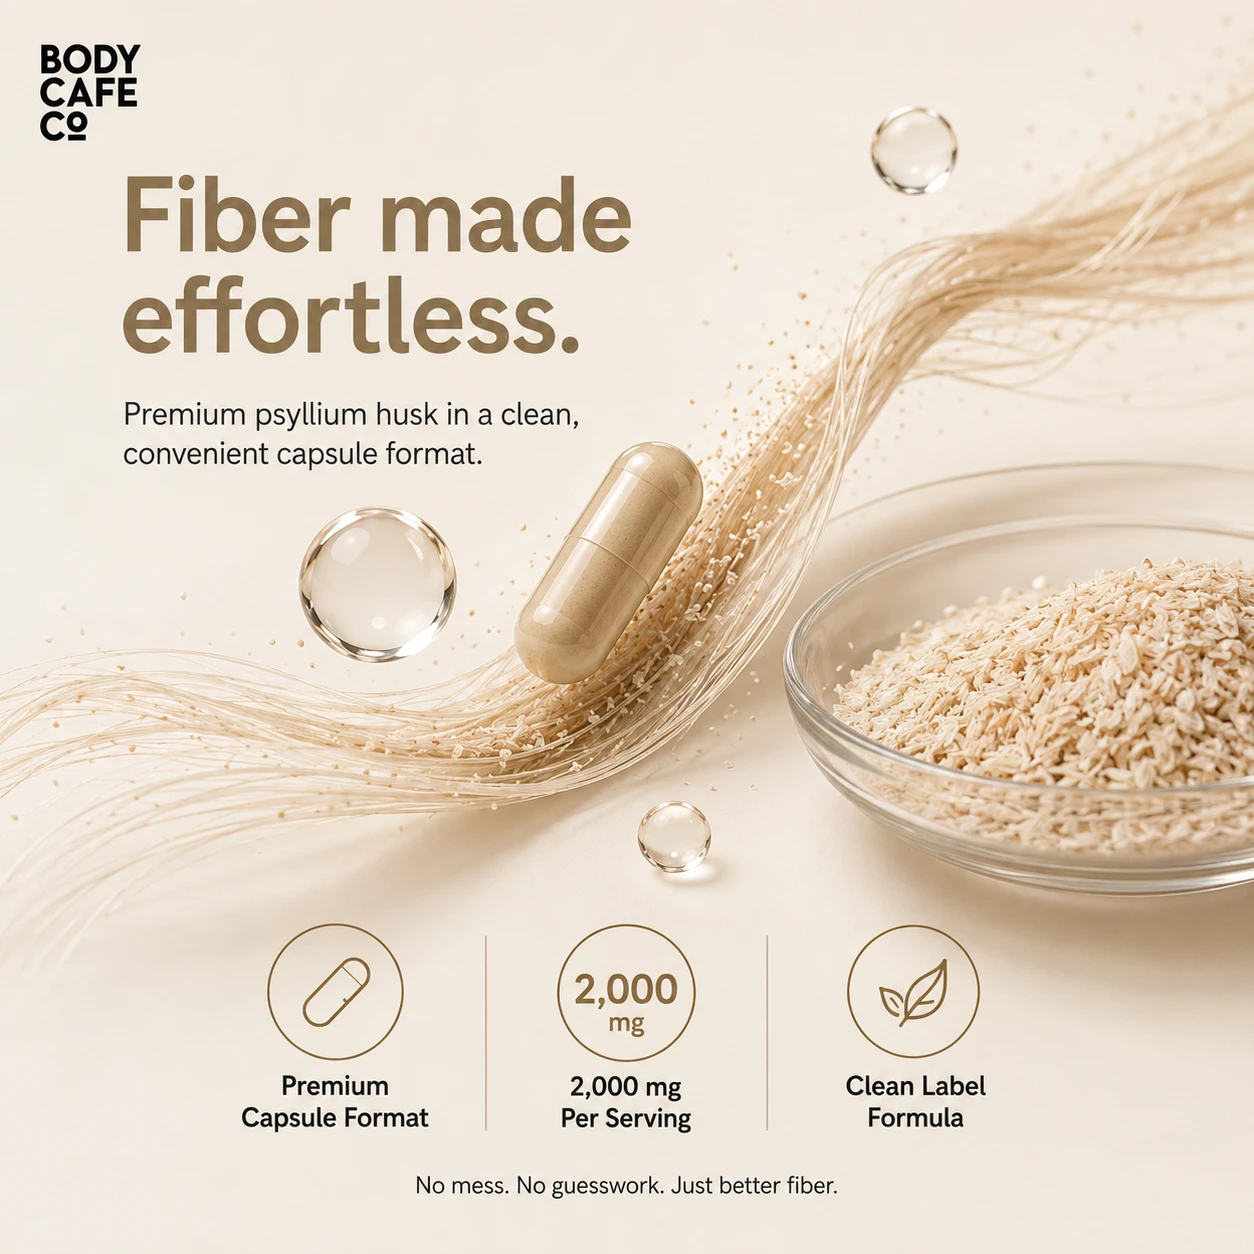 BODY
CAFE
Co
Fiber made
effortless.
Premium psyllium husk in a clean,
convenient capsule format.
2,000
mg
Premium
Capsule Format
2,000 mg
Per Serving
Clean Label
Formula
No mess. No guesswork. Just better fiber.